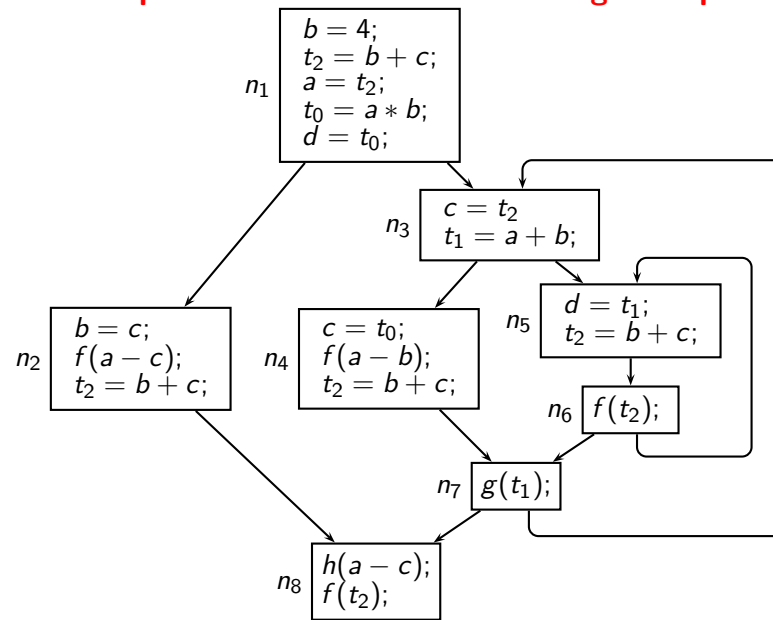 b = 4;
t₂ = b + c;
a = t₂;
t₀ = a ∗ b;
d = t₀;
n₁
c = t₂
t₁ = a + b;
n₃
b = c;
f(a − c);
t₂ = b + c;
n₂
c = t₀;
f(a − b);
t₂ = b + c;
n₄
d = t₁;
t₂ = b + c;
n₅
n₆ f(t₂);
n₇ g(t₁);
h(a − c);
f(t₂);
n₈